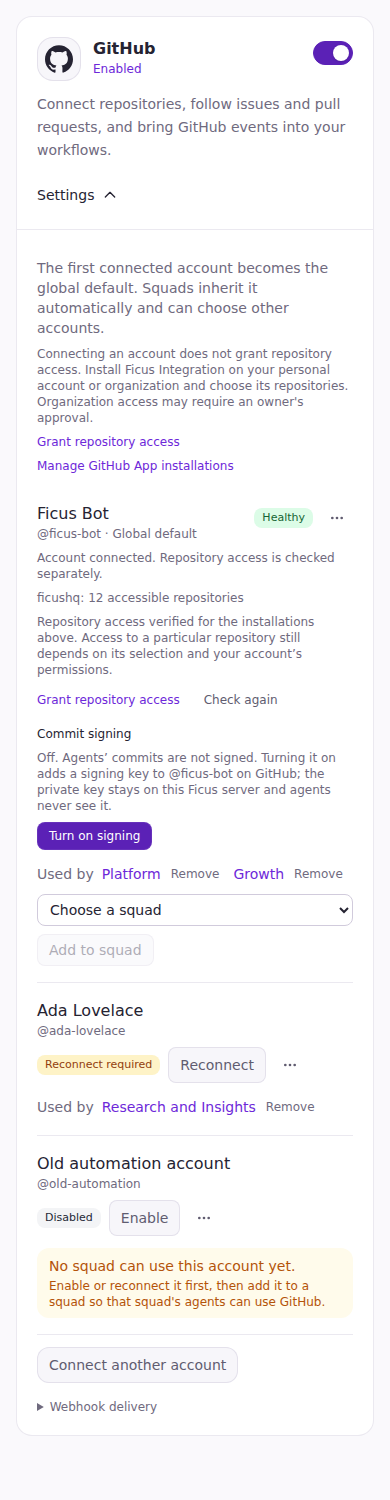 GitHub
Enabled
Connect repositories, follow issues and pull
requests, and bring GitHub events into your
workflows.
Settings
The first connected account becomes the
global default. Squads inherit it
automatically and can choose other
accounts.
Connecting an account does not grant repository
access. Install Ficus Integration on your personal
account or organization and choose its repositories.
Organization access may require an owner's
approval.
Grant repository access
Manage GitHub App installations
Ficus Bot
Healthy
@ficus-bot · Global default
Account connected. Repository access is checked
separately.
ficushq: 12 accessible repositories
Repository access verified for the installations
above. Access to a particular repository still
depends on its selection and your account’s
permissions.
Grant repository access Check again
Commit signing
Off. Agents’ commits are not signed. Turning it on
adds a signing key to @ficus-bot on GitHub; the
private key stays on this Ficus server and agents
never see it.
Turn on signing
Used by Platform Remove Growth Remove
Choose a squad
Add to squad
Ada Lovelace
@ada-lovelace
Reconnect required Reconnect
Used by Research and Insights Remove
Old automation account
@old-automation
Disabled Enable
No squad can use this account yet.
Enable or reconnect it first, then add it to a
squad so that squad's agents can use GitHub.
Connect another account
Webhook delivery